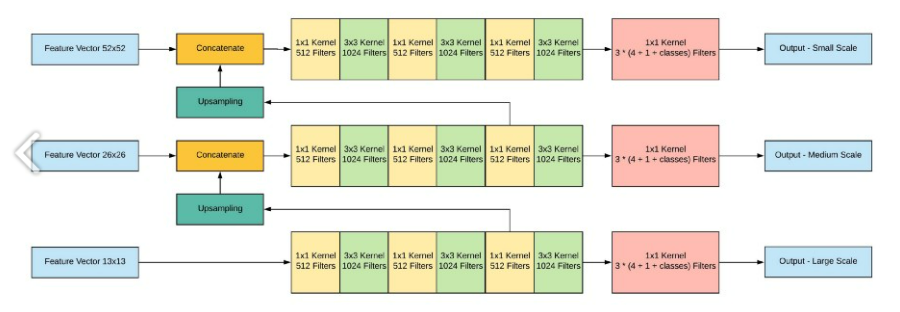 Feature Vector 52x52
Concatenate
1x1 Kernel 3x3 Kernel 1x1 Kernel 3x3 Kernel 1x1 Kernel 3x3 Kernel
512 Filters 1024 Filters 512 Filters 1024 Filters 512 Filters 1024 Filters
1x1 Kernel
3 * (4 + 1 + classes) Filters
Output - Small Scale
Upsampling
Feature Vector 26x26
Concatenate
1x1 Kernel 3x3 Kernel 1x1 Kernel 3x3 Kernel 1x1 Kernel 3x3 Kernel
512 Filters 1024 Filters 512 Filters 1024 Filters 512 Filters 1024 Filters
1x1 Kernel
3 * (4 + 1 + classes) Filters
Output - Medium Scale
Upsampling
Feature Vector 13x13
1x1 Kernel 3x3 Kernel 1x1 Kernel 3x3 Kernel 1x1 Kernel 3x3 Kernel
512 Filters 1024 Filters 512 Filters 1024 Filters 512 Filters 1024 Filters
1x1 Kernel
3 * (4 + 1 + classes) Filters
Output - Large Scale